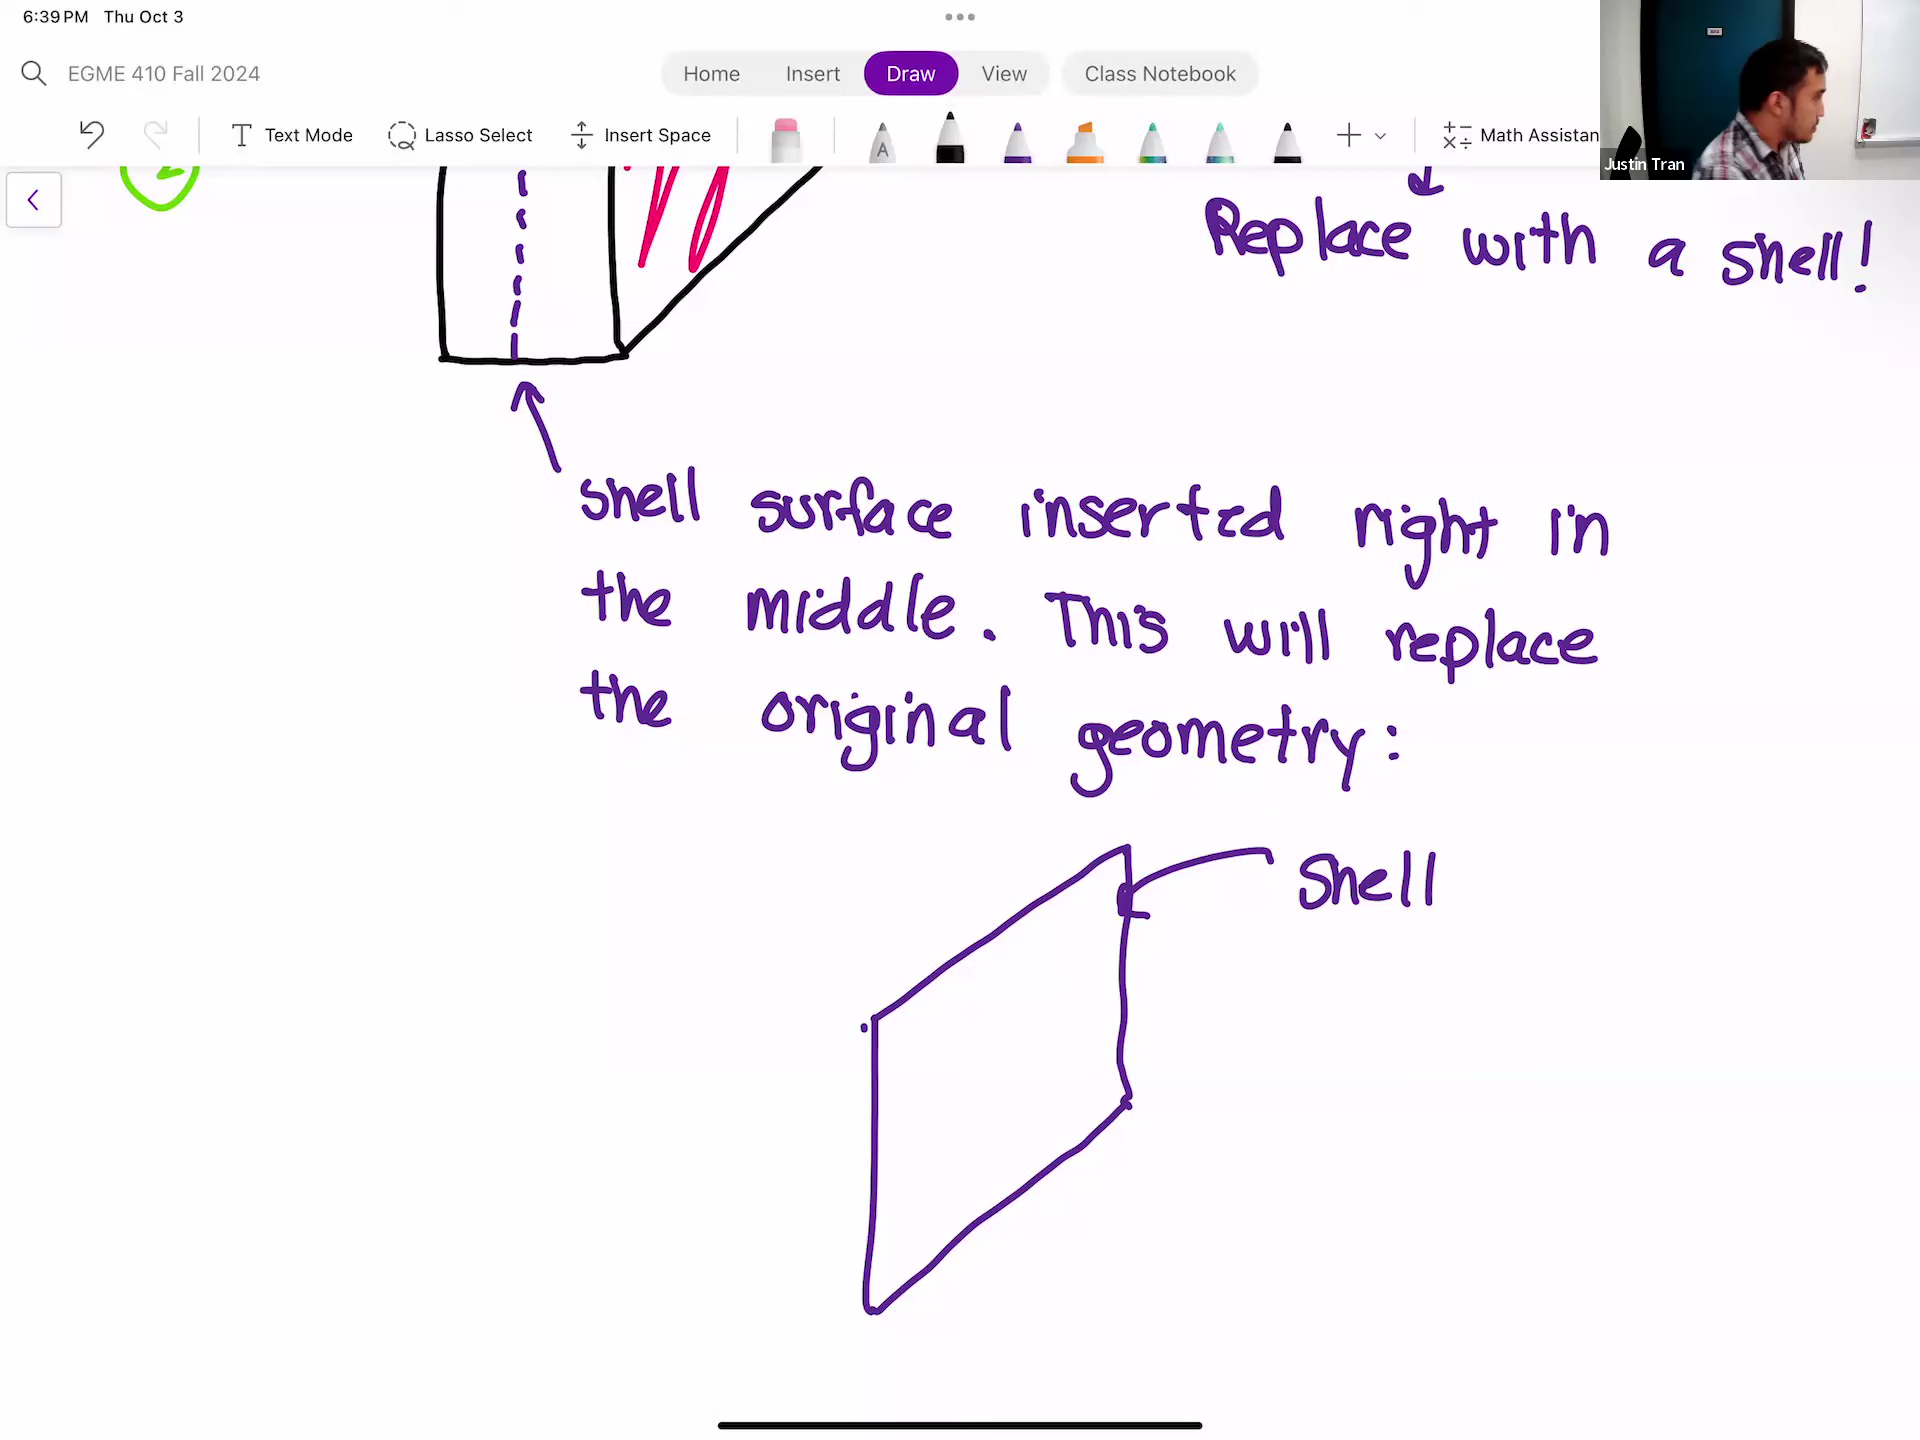 6:39 PM Thu Oct 3
EGME 410 Fall 2024
Home Insert Draw View Class Notebook
Text Mode Lasso Select Insert Space A Math Assistan
Justin Tran
2
Replace with a shell!
shell surface inserted right in
the middle. This will replace
the original geometry:
Shell